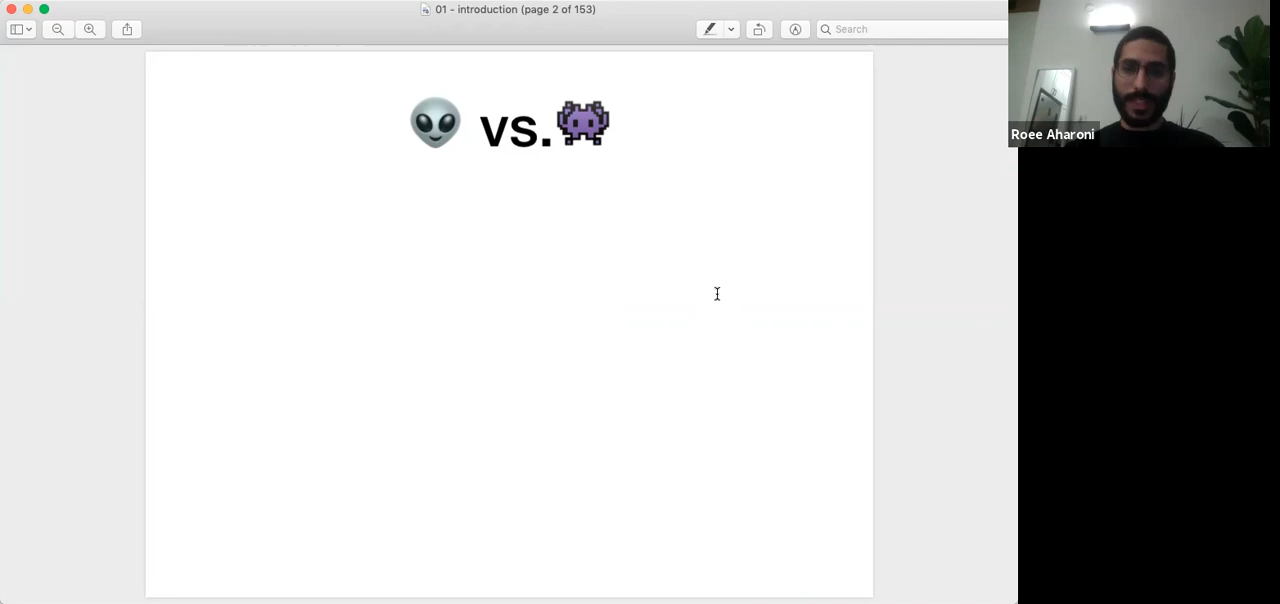 01 - introduction (page 2 of 153)
Search
👽 vs.👾
Roee Aharoni